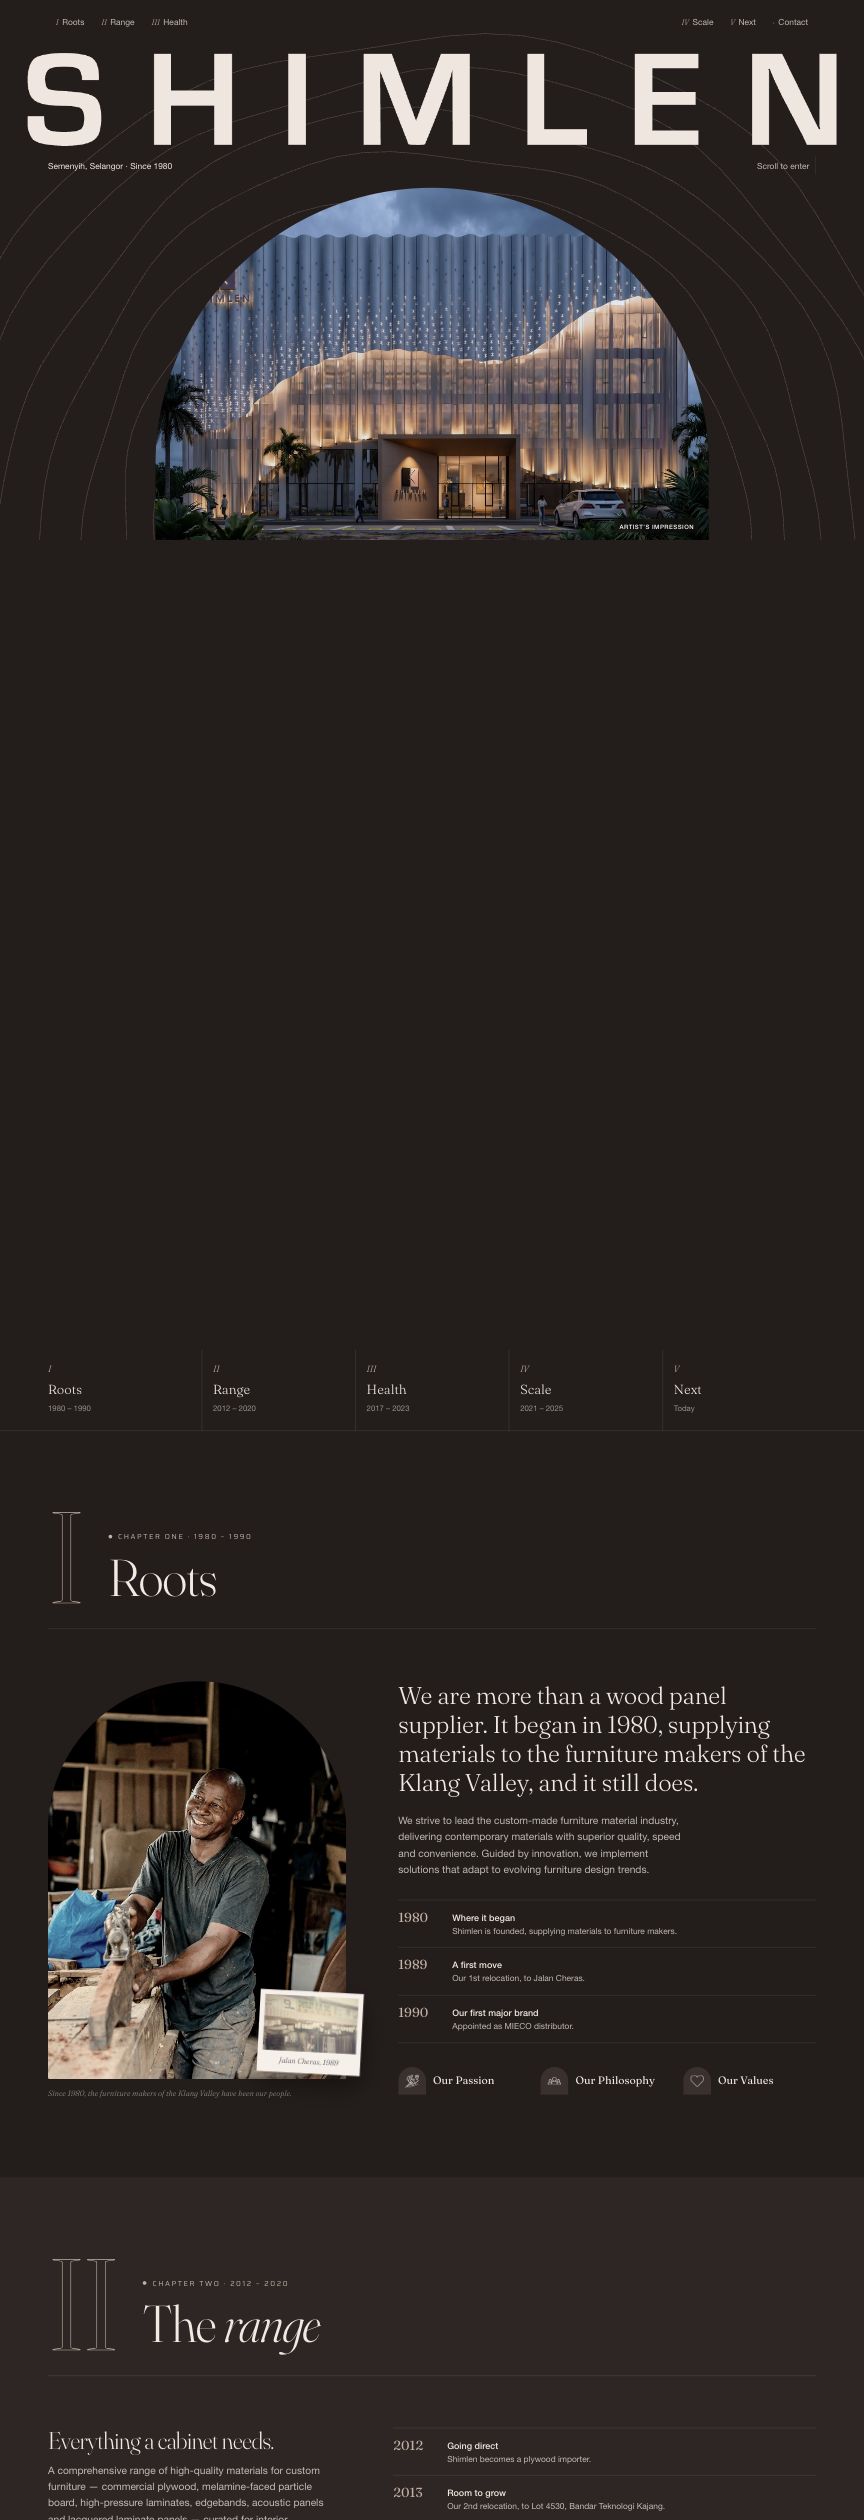 I Roots II Range III Health IV Scale V Next · Contact
SHIMLEN
Semenyih, Selangor · Since 1980 Scroll to enter
SHIMLEN
ARTIST'S IMPRESSION
I
Roots
1980 – 1990
II
Range
2012 – 2020
III
Health
2017 – 2023
IV
Scale
2021 – 2025
V
Next
Today
I
CHAPTER ONE · 1980 – 1990
Roots
We are more than a wood panel
supplier. It began in 1980, supplying
materials to the furniture makers of the
Klang Valley, and it still does.
We strive to lead the custom-made furniture material industry,
delivering contemporary materials with superior quality, speed
and convenience. Guided by innovation, we implement
solutions that adapt to evolving furniture design trends.
1980 Where it began
Shimlen is founded, supplying materials to furniture makers.
1989 A first move
Our 1st relocation, to Jalan Cheras.
1990 Our first major brand
Appointed as MIECO distributor.
Our Passion Our Philosophy Our Values
Jalan Cheras, 1989
Since 1980, the furniture makers of the Klang Valley have been our people.
II
CHAPTER TWO · 2012 – 2020
The range
Everything a cabinet needs.
A comprehensive range of high-quality materials for custom
furniture — commercial plywood, melamine-faced particle
board, high-pressure laminates, edgebands, acoustic panels
and lacquered laminate panels — curated for interior
2012 Going direct
Shimlen becomes a plywood importer.
2013 Room to grow
Our 2nd relocation, to Lot 4530, Bandar Teknologi Kajang.